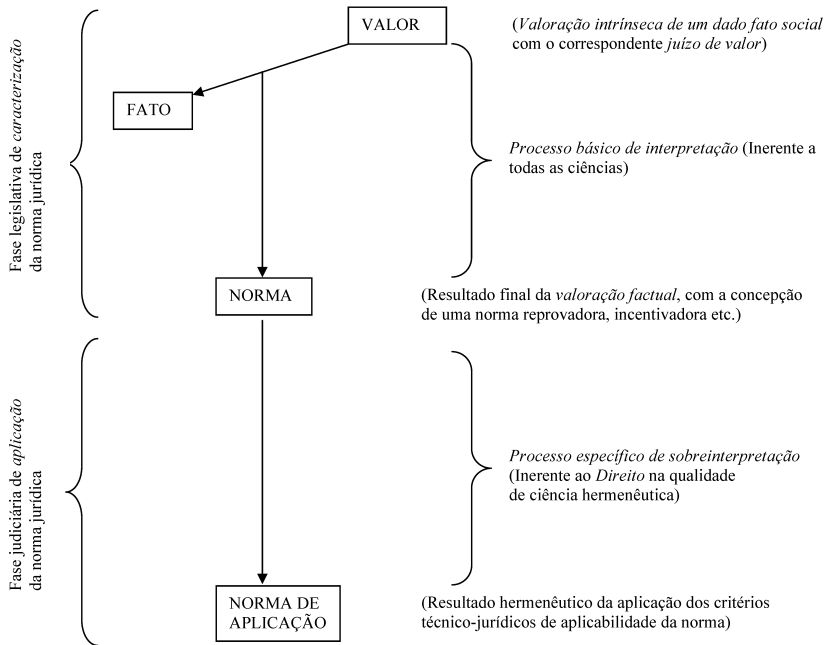 VALOR
(Valoração intrínseca de um dado fato social
com o correspondente juízo de valor)
FATO
Fase legislativa de caracterização
da norma jurídica
Processo básico de interpretação (Inerente a
todas as ciências)
NORMA
(Resultado final da valoração factual, com a concepção
de uma norma reprovadora, incentivadora etc.)
Fase judiciária de aplicação
da norma jurídica
Processo específico de sobreinterpretação
(Inerente ao Direito na qualidade
de ciência hermenêutica)
NORMA DE
APLICAÇÃO
(Resultado hermenêutico da aplicação dos critérios
técnico-jurídicos de aplicabilidade da norma)